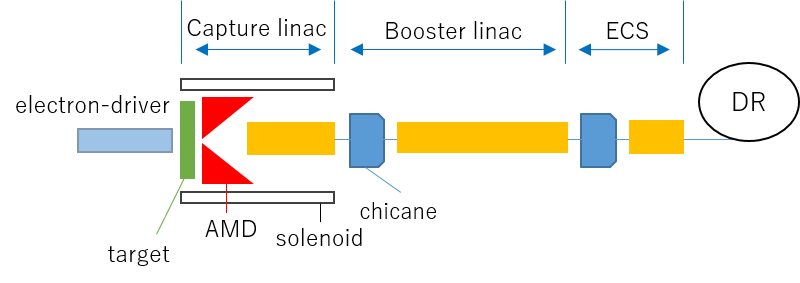 Capture linac
Booster linac
ECS
electron-driver
DR
chicane
AMD
solenoid
target